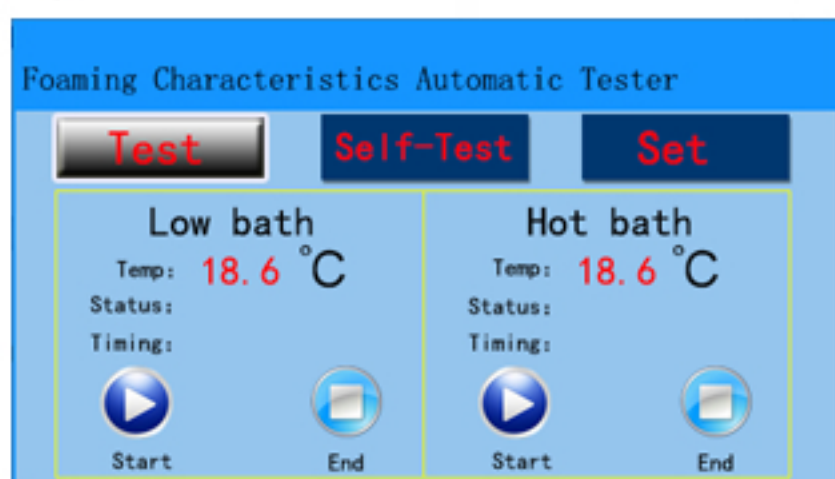 Foaming Characteristics Automatic Tester
Test Self-Test Set
Low bath
Temp: 18.6 °C
Status:
Timing:
Start End
Hot bath
Temp: 18.6 °C
Status:
Timing:
Start End